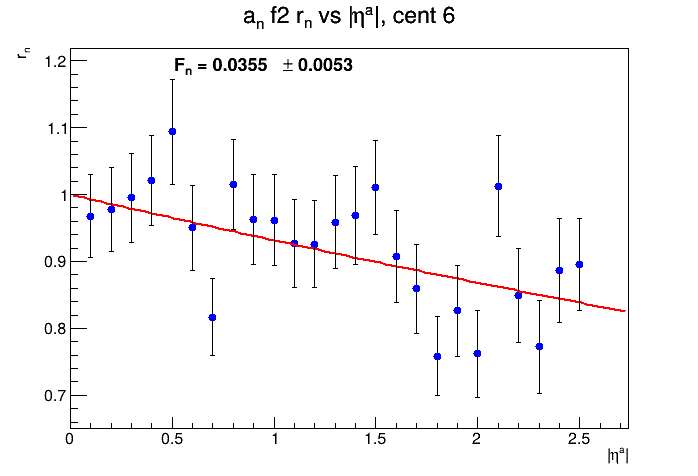 aₙ f2 rₙ vs |ηᵃ|, cent 6
rₙ
Fₙ = 0.0355 ± 0.0053
1.2
1.1
1
0.9
0.8
0.7
0 0.5 1 1.5 2 2.5
|ηᵃ|